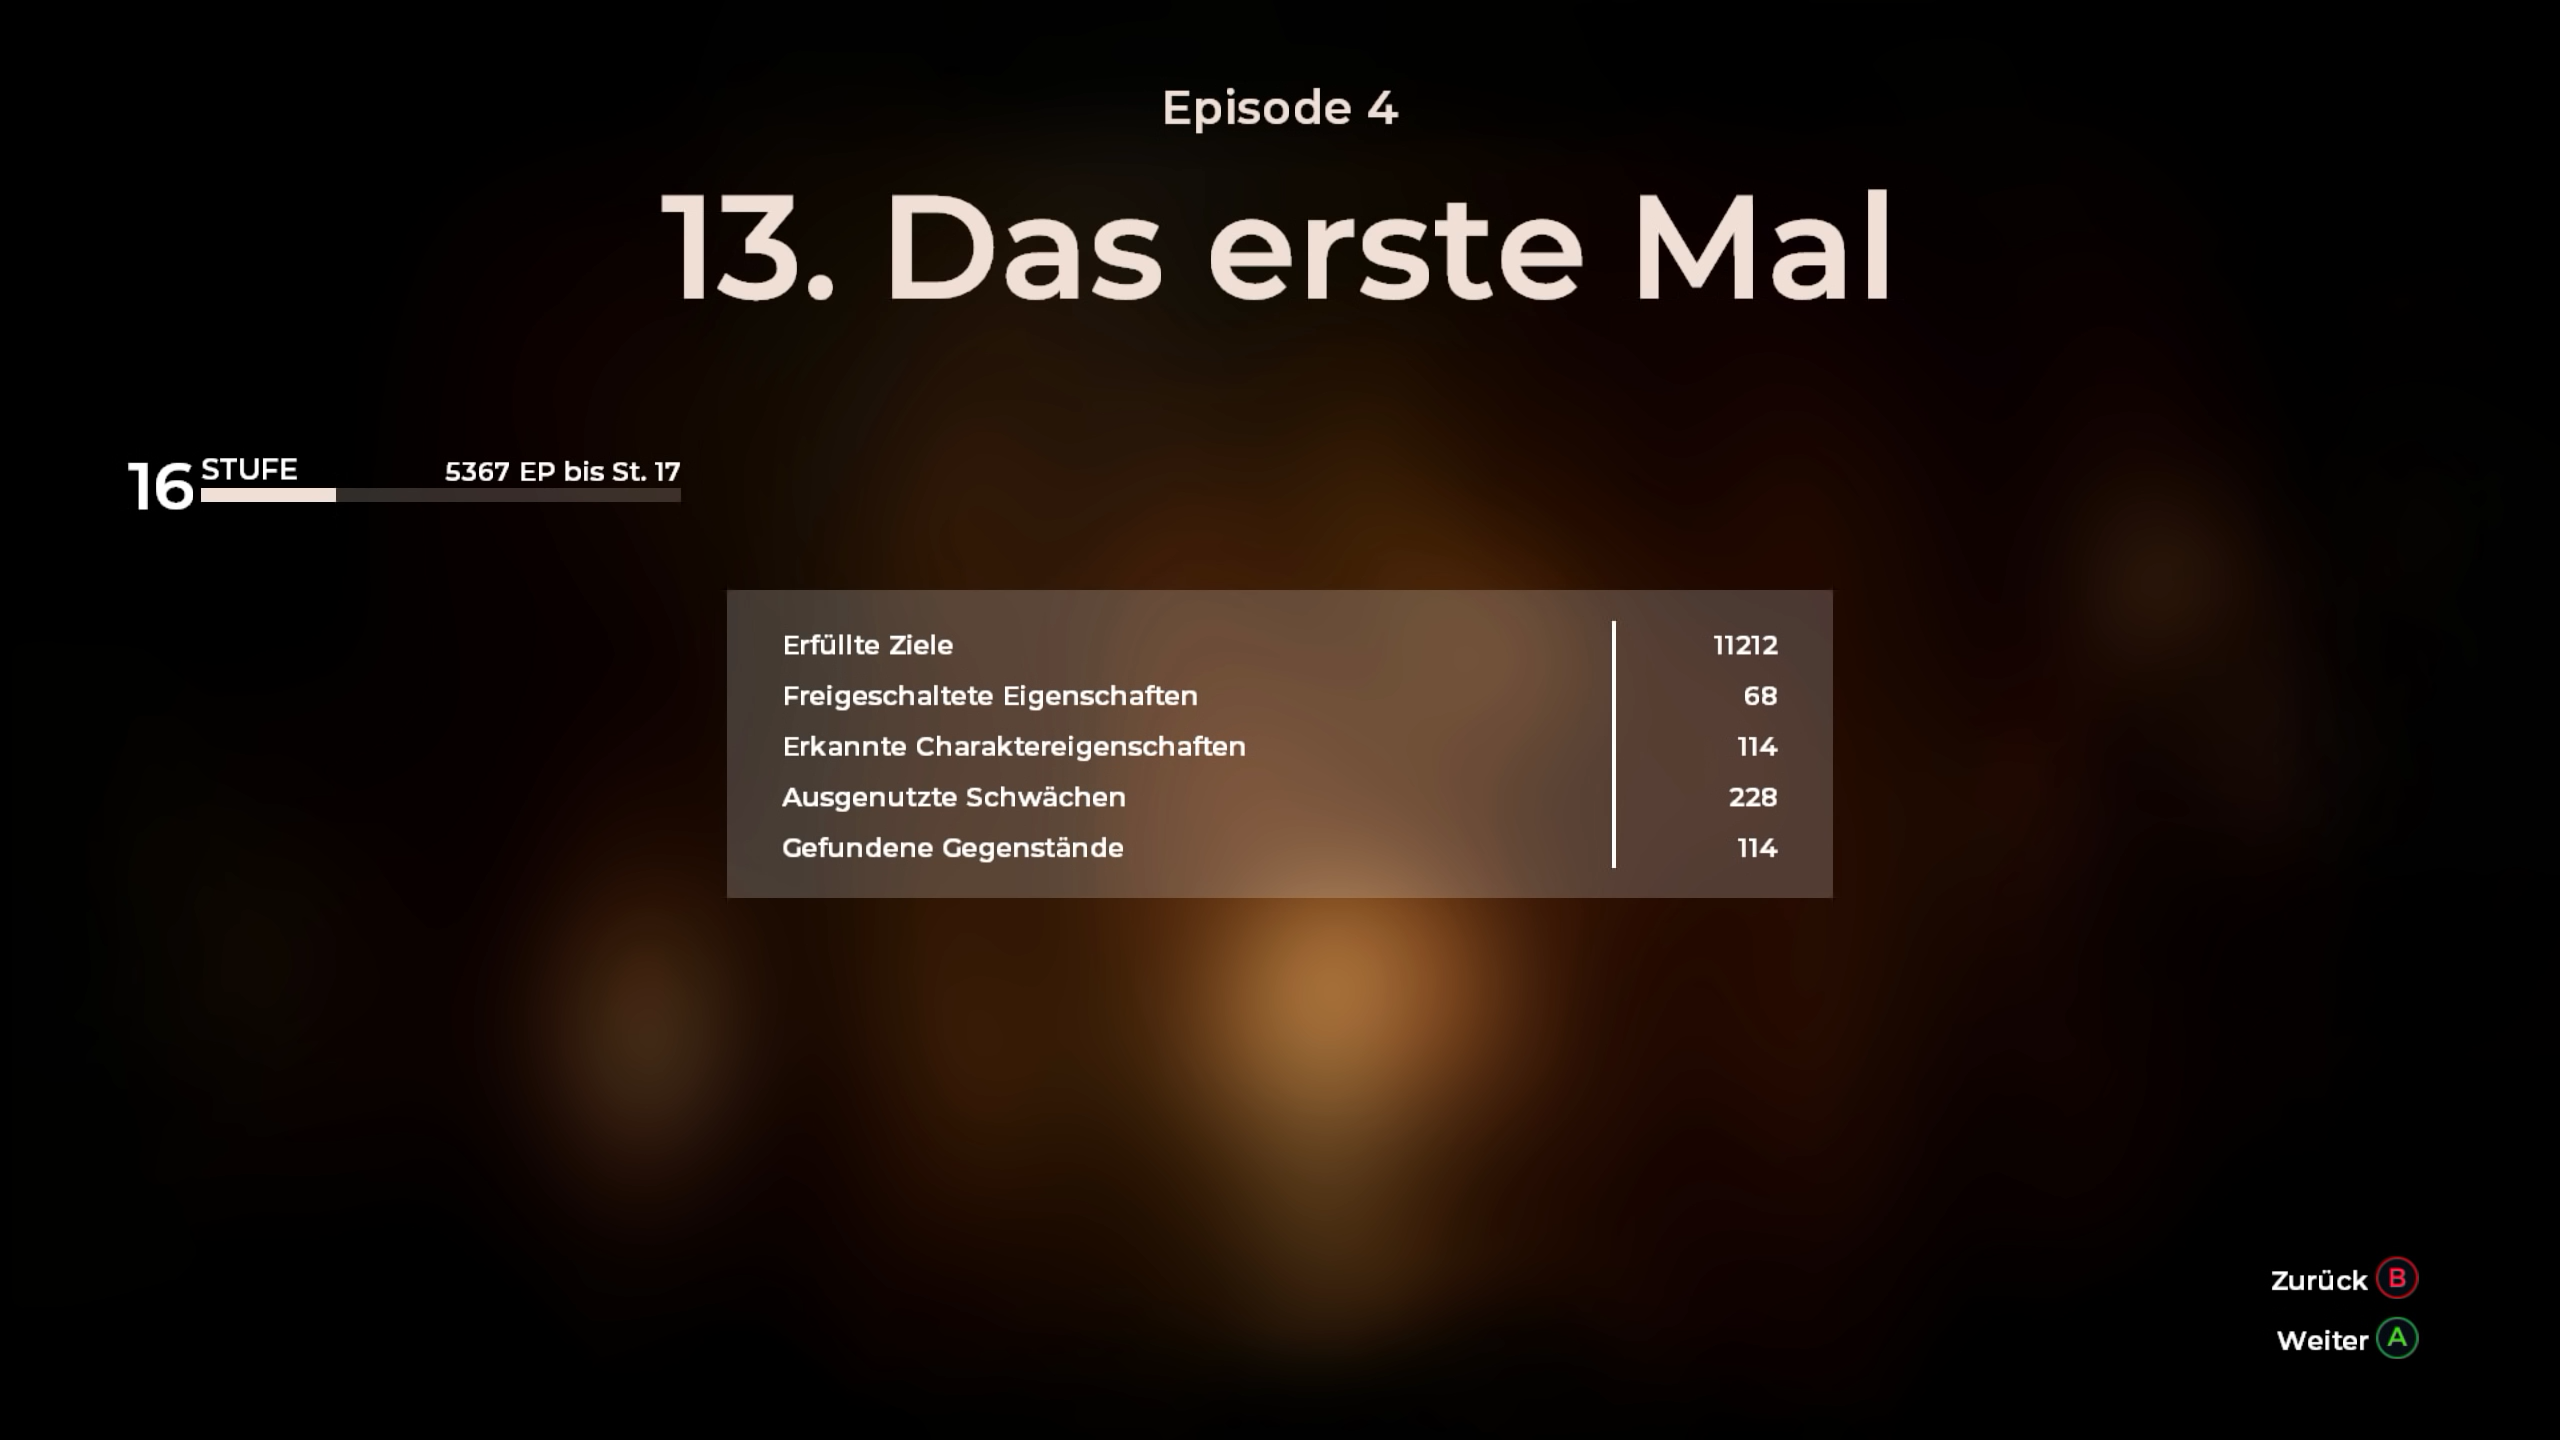 Episode 4
13. Das erste Mal
16 STUFE 5367 EP bis St. 17
Erfüllte Ziele 11212
Freigeschaltete Eigenschaften 68
Erkannte Charaktereigenschaften 114
Ausgenutzte Schwächen 228
Gefundene Gegenstände 114
Zurück B
Weiter A